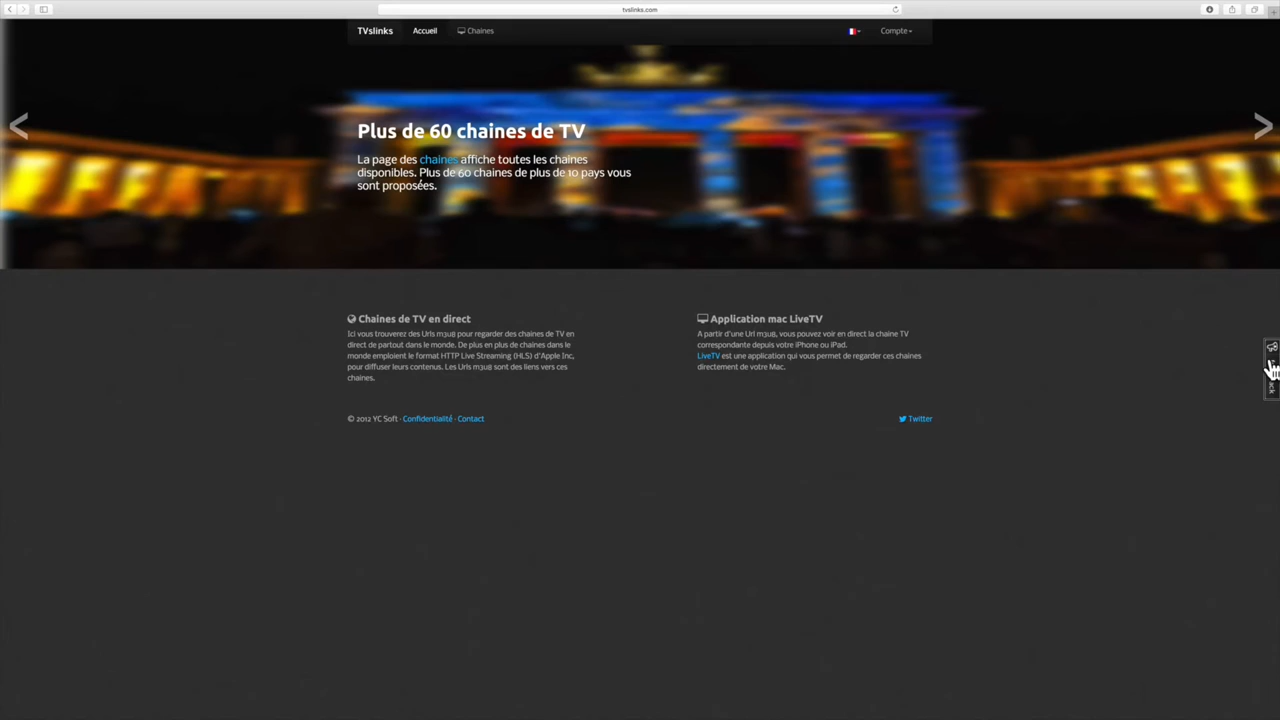 tvslinks.com
TVslinks Accueil Chaines Compte
Plus de 60 chaines de TV
La page des chaines affiche toutes les chaines
disponibles. Plus de 60 chaines de plus de 10 pays vous
sont proposées.
Chaines de TV en direct
Ici vous trouverez des Urls m3u8 pour regarder des chaines de TV en
direct de partout dans le monde. De plus en plus de chaines dans le
monde emploient le format HTTP Live Streaming (HLS) d'Apple Inc,
pour diffuser leurs contenus. Les Urls m3u8 sont des liens vers ces
chaines.
Application mac LiveTV
A partir d'une Url m3u8, vous pouvez voir en direct la chaine TV
correspondante depuis votre iPhone ou iPad.
LiveTV est une application qui vous permet de regarder ces chaines
directement de votre Mac.
© 2012 YC Soft · Confidentialité · Contact
Twitter